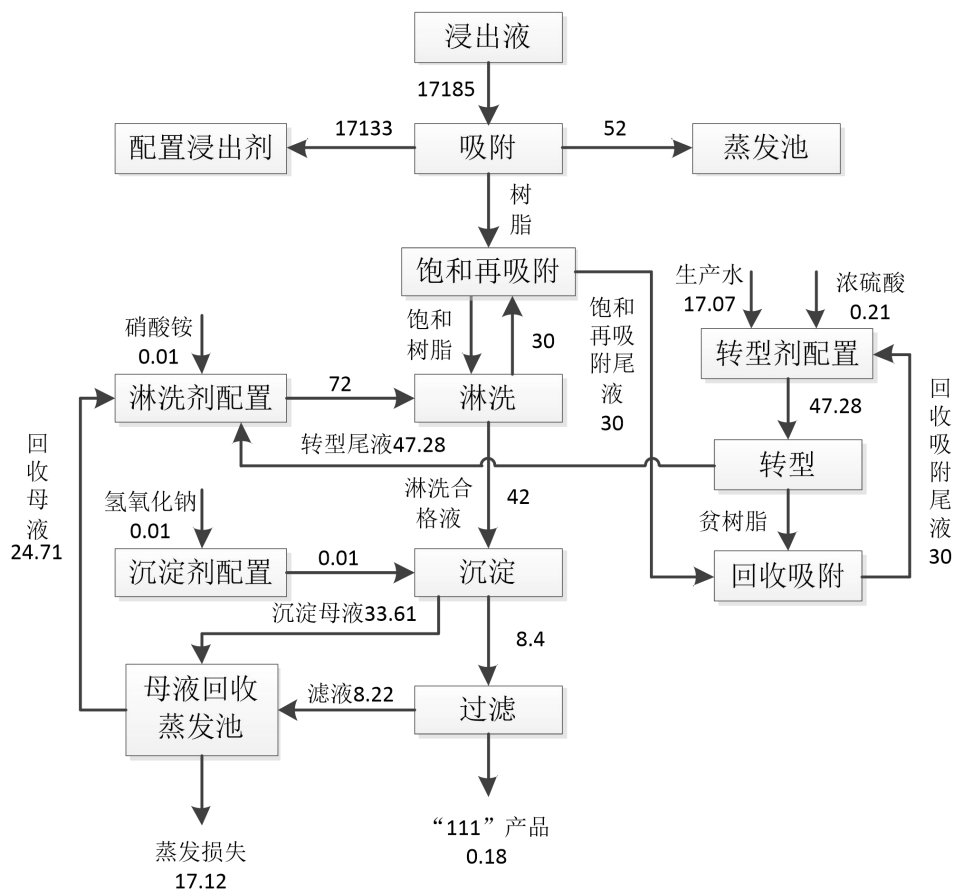 浸出液
17185
17133
52
配置浸出剂
吸附
蒸发池
树
脂
饱和再吸附
生产水
17.07
浓硫酸
0.21
饱和
树脂
30
饱和
再吸
附尾
液
30
硝酸铵
0.01
转型剂配置
淋洗剂配置
72
淋洗
47.28
回
收
吸
附
尾
液
30
回
收
母
液
24.71
转型尾液47.28
转型
淋洗合
格液
42
氢氧化钠
0.01
贫树脂
沉淀剂配置
0.01
沉淀
回收吸附
沉淀母液33.61
8.4
母液回收
蒸发池
滤液8.22
过滤
“111”产品
0.18
蒸发损失
17.12